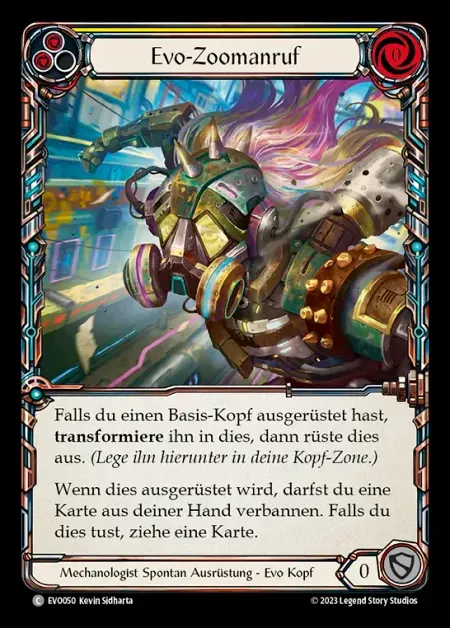 Evo-Zoomanruf
0
Falls du einen Basis-Kopf ausgerüstet hast,
transformiere ihn in dies, dann rüste dies
aus. (Lege ihn hierunter in deine Kopf-Zone.)
Wenn dies ausgerüstet wird, darfst du eine
Karte aus deiner Hand verbannen. Falls du
dies tust, ziehe eine Karte.
Mechanologist Spontan Ausrüstung - Evo Kopf
0
C EVO050 Kevin Sidharta
© 2023 Legend Story Studios